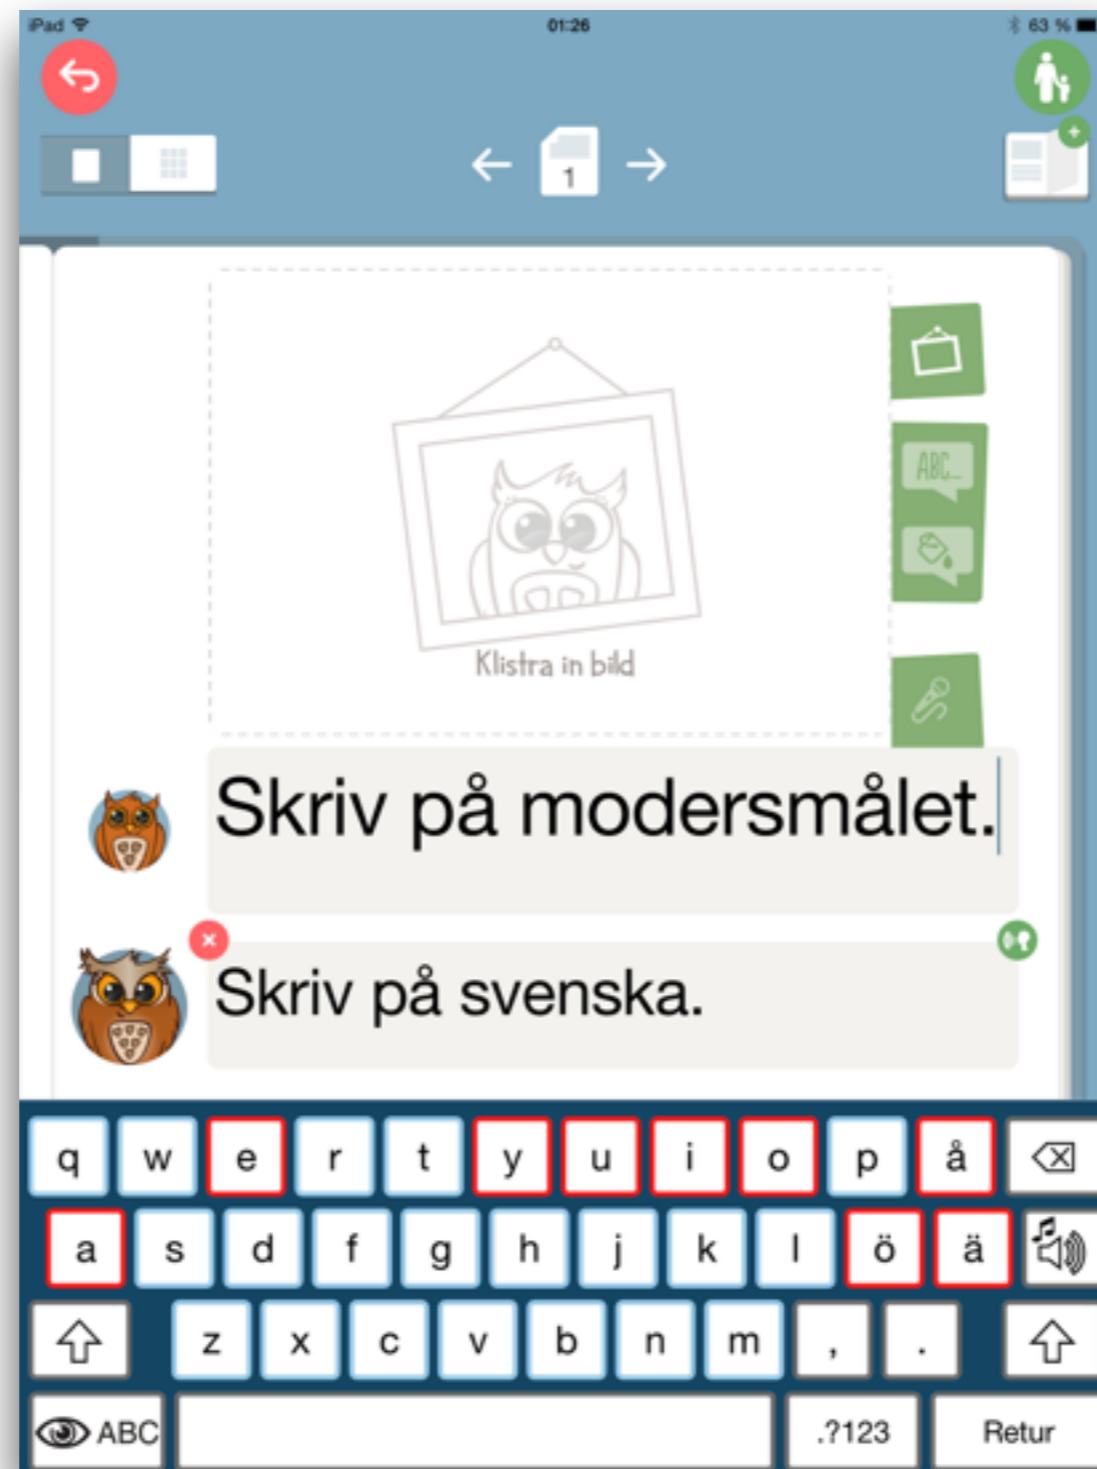 iPad 01:26 63 %
1
ABC...
Klistra in bild
Skriv på modersmålet.
Skriv på svenska.
q w e r t y u i o p å
a s d f g h j k l ö ä
z x c v b n m , .
ABC .?123 Retur